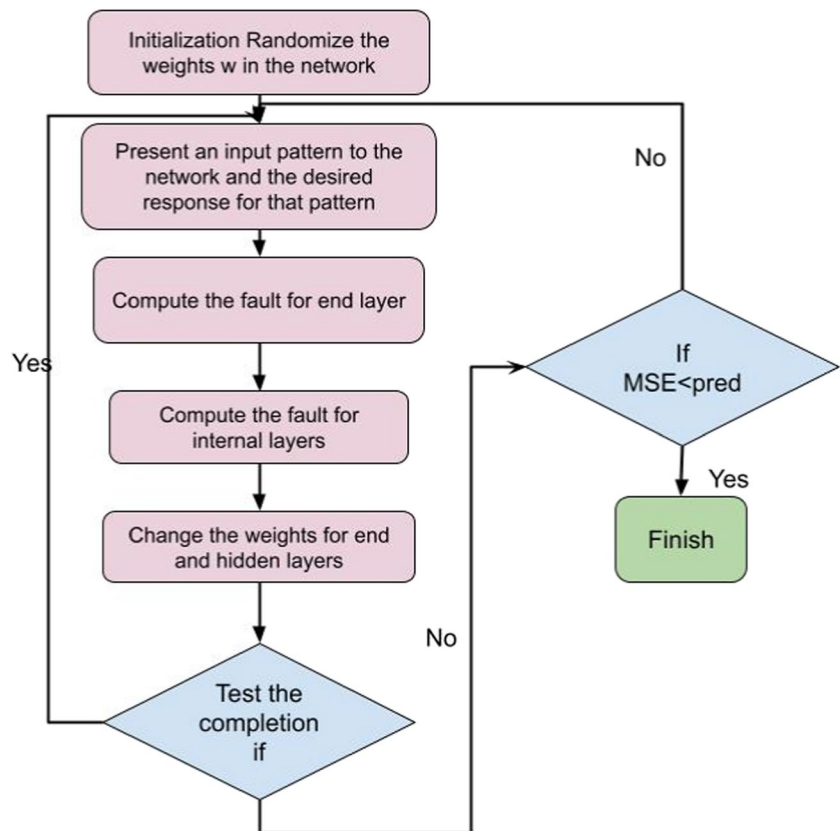 Initialization Randomize the
weights w in the network
Present an input pattern to the
network and the desired
response for that pattern
No
Compute the fault for end layer
Yes
If
MSE<pred
Compute the fault for
internal layers
Yes
Change the weights for end
and hidden layers
Finish
No
Test the
completion
if